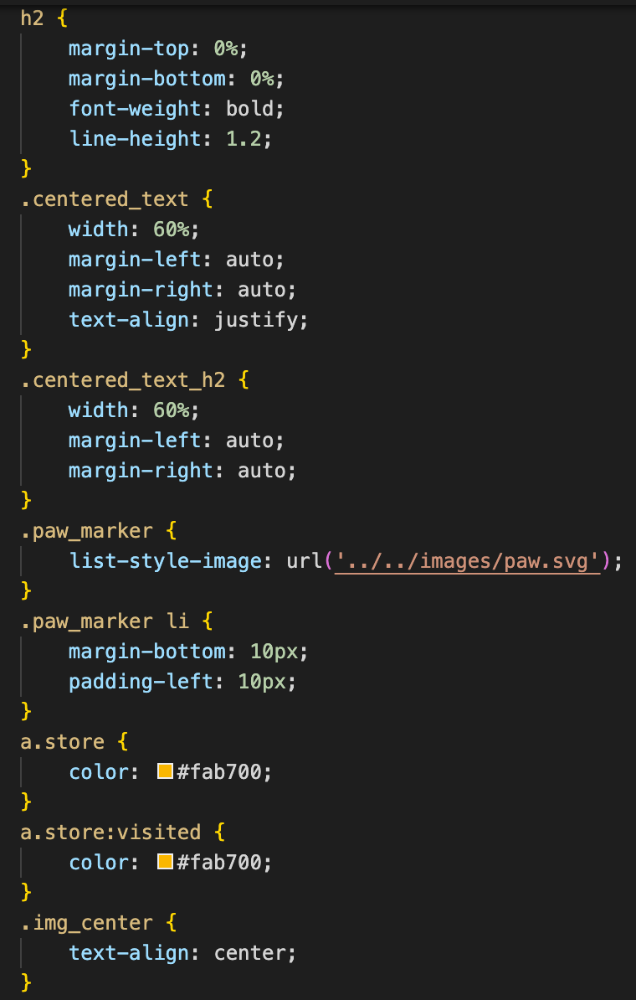 h2 {
    margin-top: 0%;
    margin-bottom: 0%;
    font-weight: bold;
    line-height: 1.2;
}
.centered_text {
    width: 60%;
    margin-left: auto;
    margin-right: auto;
    text-align: justify;
}
.centered_text_h2 {
    width: 60%;
    margin-left: auto;
    margin-right: auto;
}
.paw_marker {
    list-style-image: url('../../images/paw.svg');
}
.paw_marker li {
    margin-bottom: 10px;
    padding-left: 10px;
}
a.store {
    color: #fab700;
}
a.store:visited {
    color: #fab700;
}
.img_center {
    text-align: center;
}